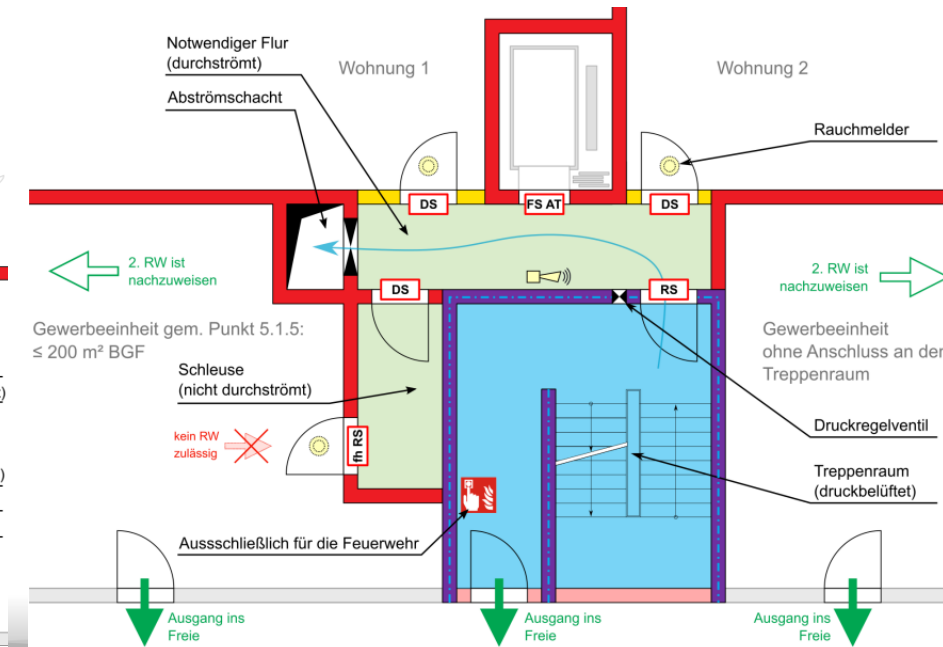 Notwendiger Flur
(durchströmt)
Wohnung 1
Wohnung 2
Abströmschacht
Rauchmelder
DS
FS AT
DS
2. RW ist
nachzuweisen
2. RW ist
nachzuweisen
DS
RS
Gewerbeeinheit gem. Punkt 5.1.5:
≤ 200 m² BGF
Gewerbeeinheit
ohne Anschluss an der
Treppenraum
Schleuse
(nicht durchströmt)
)
kein RW
zulässig
fh RS
Druckregelventil
Treppenraum
(druckbelüftet)
)
Aussschließlich für die Feuerwehr
Ausgang ins
Freie
Ausgang ins
Freie
Ausgang ins
Freie